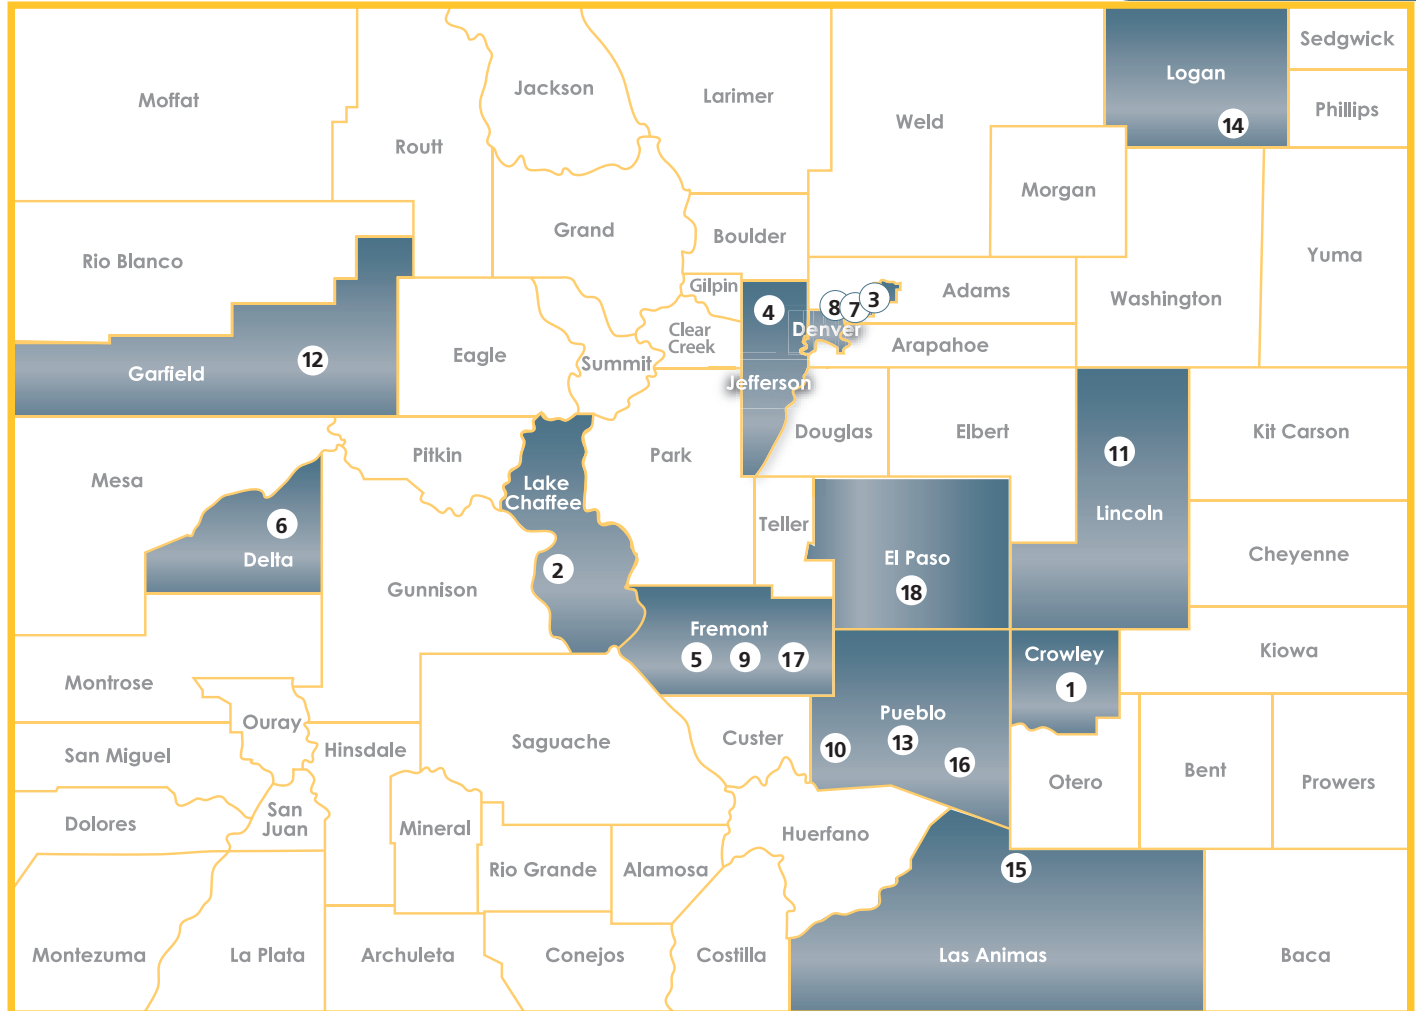 Sedgwick
Logan
Jackson
Moffat
Larimer
Phillips
Weld
14
Routt
Morgan
Grand
Boulder
Rio Blanco
Yuma
Gilpin
Adams
Washington
3
8
7
4
Denver
Clear
Creek
Arapahoe
Eagle
12
Summit
Garfield
Jefferson
Douglas
Elbert
Kit Carson
Pitkin
Park
11
Mesa
Lake
Chaffee
Lincoln
6
Teller
Delta
El Paso
Cheyenne
2
Gunnison
18
Fremont
5
9
17
Crowley
Kiowa
1
Montrose
Pueblo
Ouray
Saguache
Custer
10
13
16
San Miguel
Hinsdale
Bent
Otero
Prowers
San
Juan
Dolores
Mineral
Huerfano
Rio Grande
Alamosa
15
Montezuma
La Plata
Archuleta
Conejos
Costilla
Las Animas
Baca